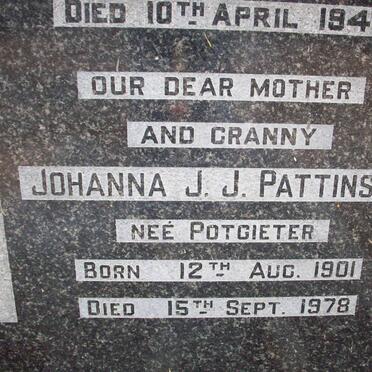 DIED 10TH APRIL 194
OUR DEAR MOTHER
AND GRANNY
JOHANNA J. J. PATTINS
NEÉ POTGIETER
BORN 12TH AUG. 1901
DIED 15TH SEPT. 1978